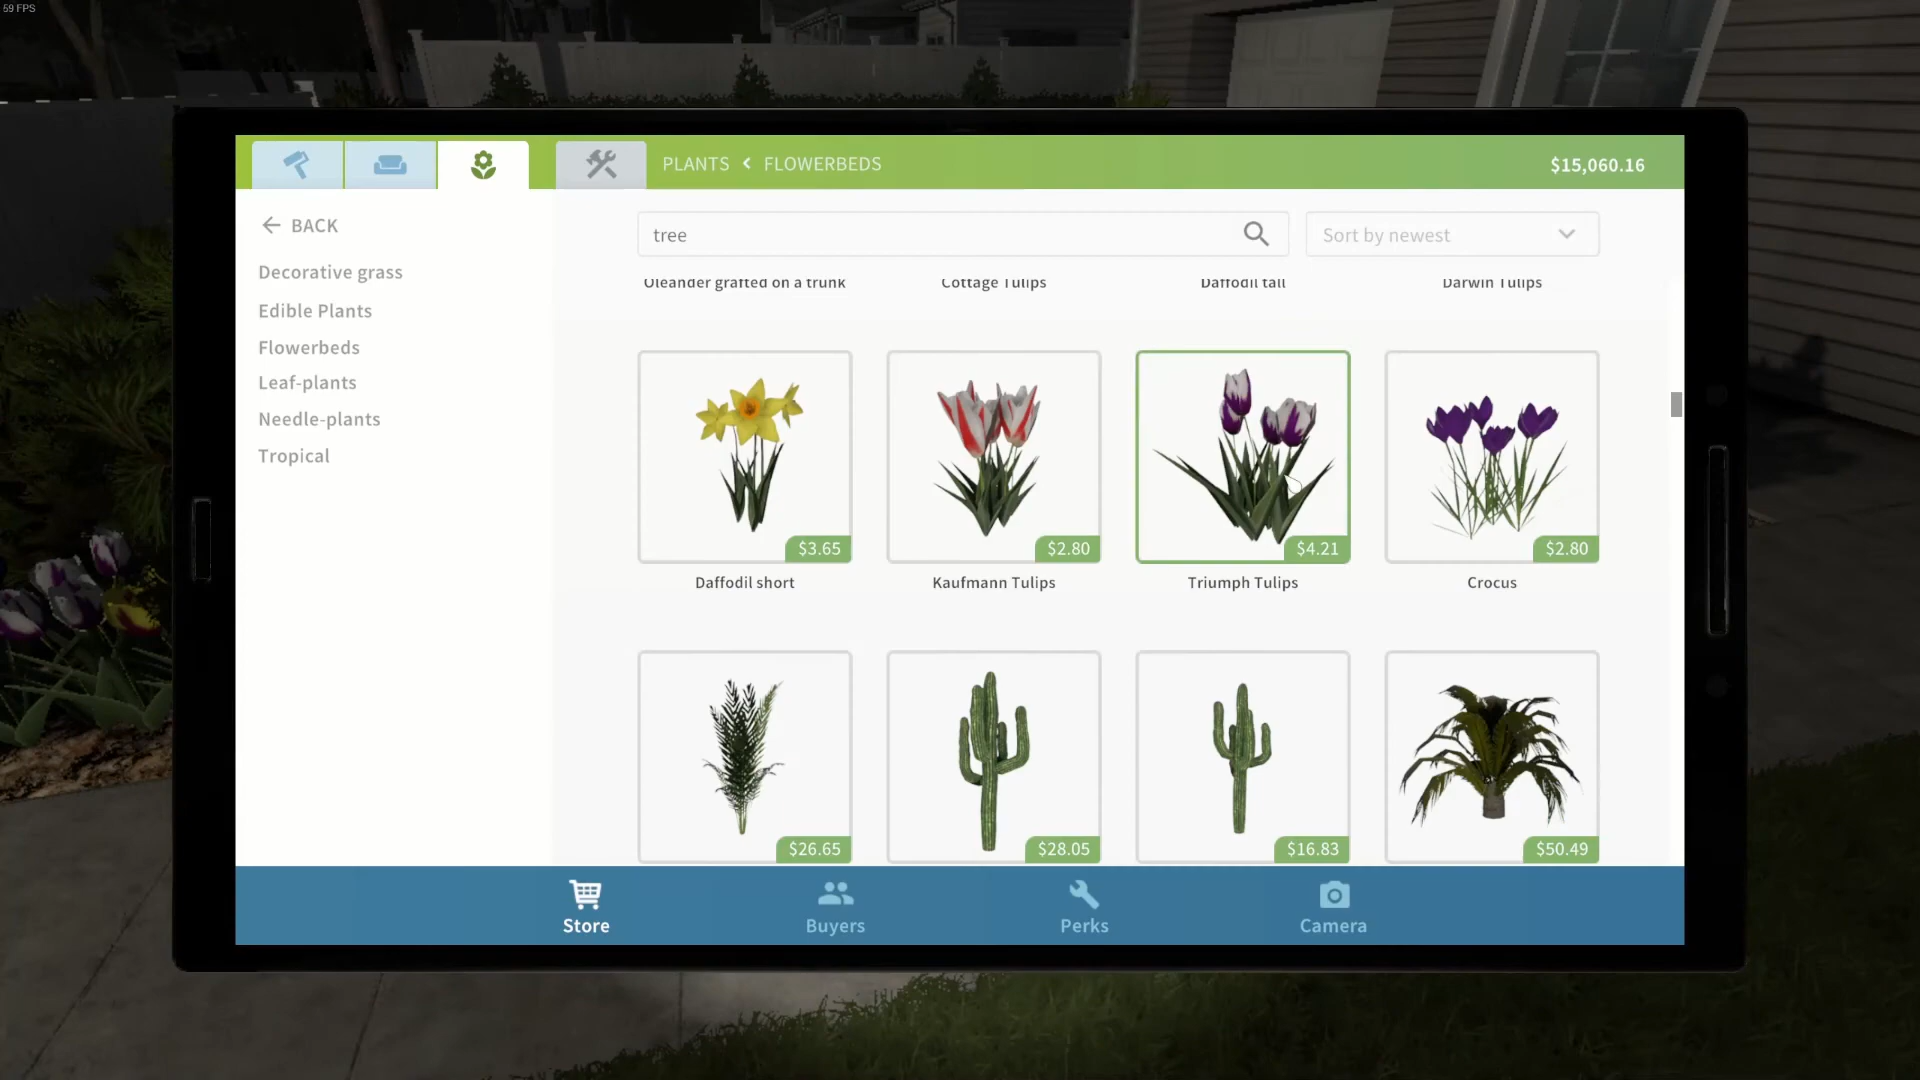 59 FPS
PLANTS < FLOWERBEDS
$15,060.16
BACK
tree
Sort by newest
Decorative grass
Edible Plants
Flowerbeds
Leaf-plants
Needle-plants
Tropical
Oleander grafted on a trunk
Cottage Tulips
Daffodil tall
Darwin Tulips
$3.65
$2.80
$4.21
$2.80
Daffodil short
Kaufmann Tulips
Triumph Tulips
Crocus
$26.65
$28.05
$16.83
$50.49
Store
Buyers
Perks
Camera